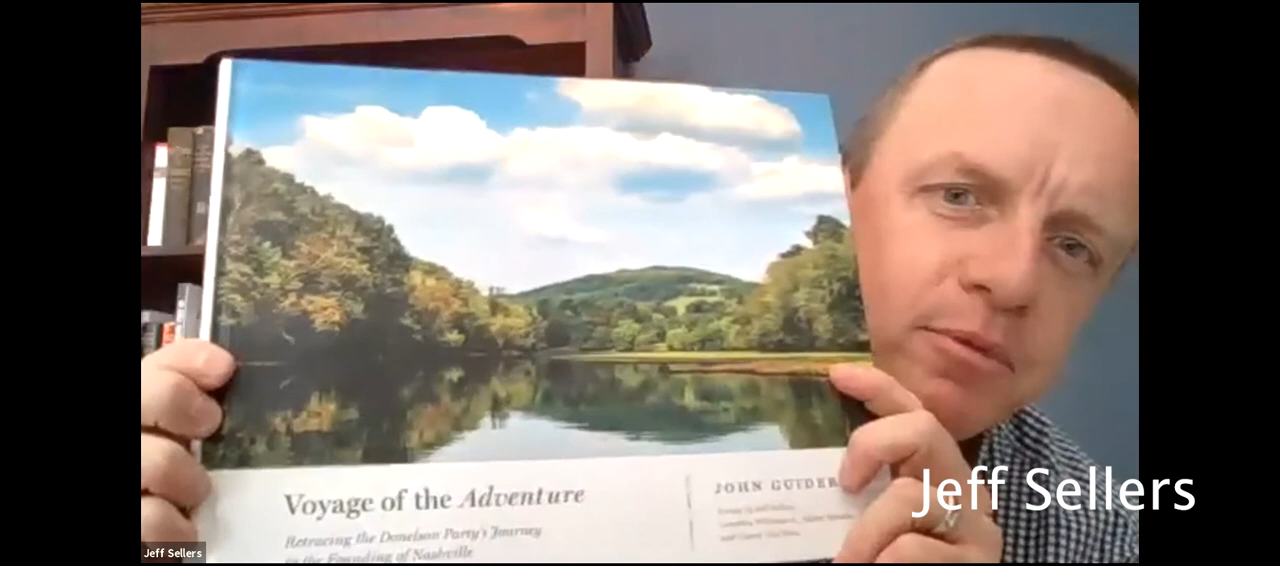 Voyage of the Adventure
Retracing the Donelson Party's Journey
to the Founding of Nashville
JOHN GUIDER
Jeff Sellers
Jeff Sellers